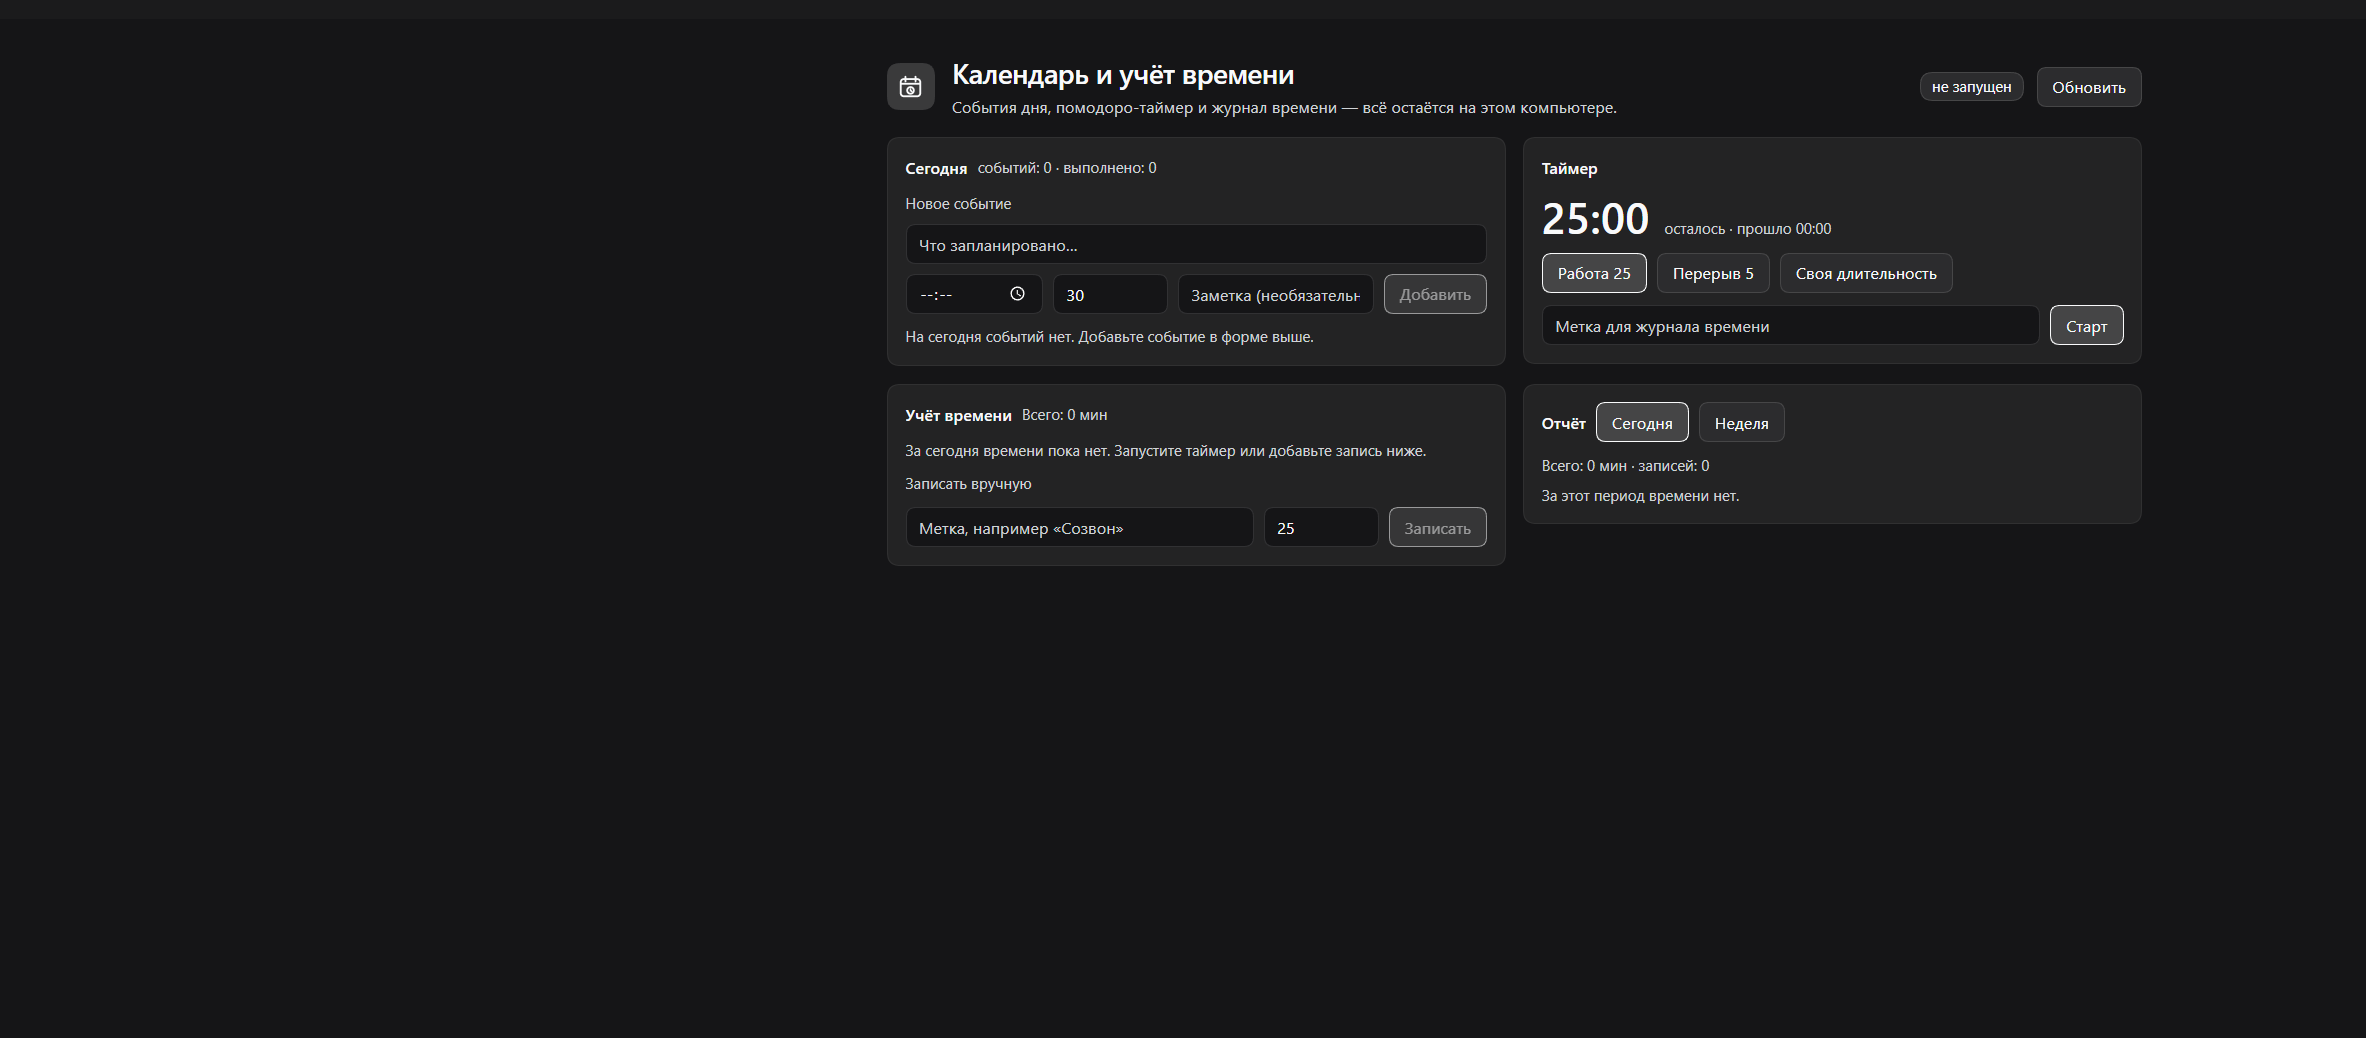 Календарь и учёт времени
События дня, помодоро-таймер и журнал времени — всё остаётся на этом компьютере.
не запущен
Обновить
Сегодня событий: 0 · выполнено: 0
Новое событие
Что запланировано...
--:-- 30 Заметка (необязательн Добавить
На сегодня событий нет. Добавьте событие в форме выше.
Таймер
25:00 осталось · прошло 00:00
Работа 25 Перерыв 5 Своя длительность
Метка для журнала времени Старт
Учёт времени Всего: 0 мин
За сегодня времени пока нет. Запустите таймер или добавьте запись ниже.
Записать вручную
Метка, например «Созвон» 25 Записать
Отчёт Сегодня Неделя
Всего: 0 мин · записей: 0
За этот период времени нет.